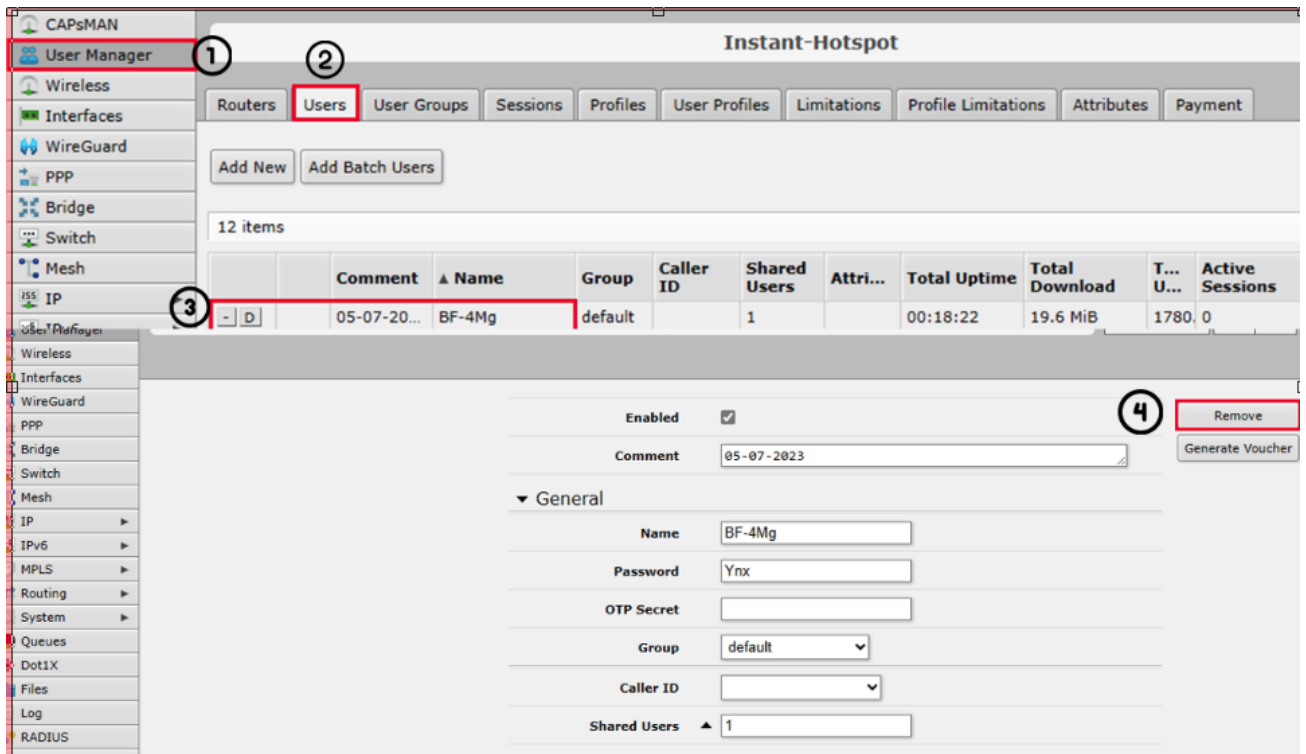 CAPsMAN
User Manager
Wireless
Interfaces
WireGuard
PPP
Bridge
Switch
Mesh
IP
1
2
Instant-Hotspot
Routers Users User Groups Sessions Profiles User Profiles Limitations Profile Limitations Attributes Payment
Add New Add Batch Users
12 items
Comment ▲ Name Group Caller ID Shared Users Attri... Total Uptime Total Download T... U... Active Sessions
3
- D 05-07-20... BF-4Mg default 1 00:18:22 19.6 MiB 1780. 0
User Manager
Wireless
Interfaces
WireGuard
PPP
Bridge
Switch
Mesh
IP
IPv6
MPLS
Routing
System
Queues
Dot1X
Files
Log
RADIUS
Enabled
Comment 05-07-2023
General
Name BF-4Mg
Password Ynx
OTP Secret
Group default
Caller ID
Shared Users 1
4
Remove
Generate Voucher